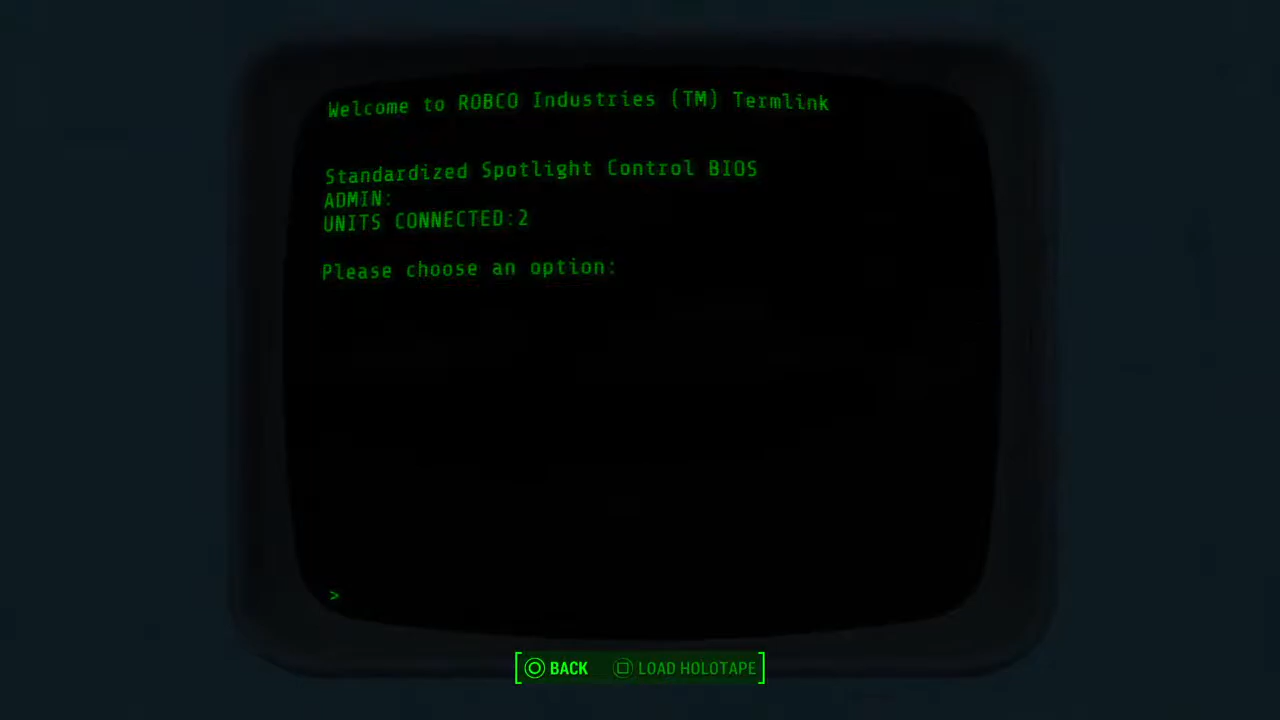 Welcome to ROBCO Industries (TM) Termlink
Standardized Spotlight Control BIOS
ADMIN:
UNITS CONNECTED:2
Please choose an option:
>
BACK LOAD HOLOTAPE